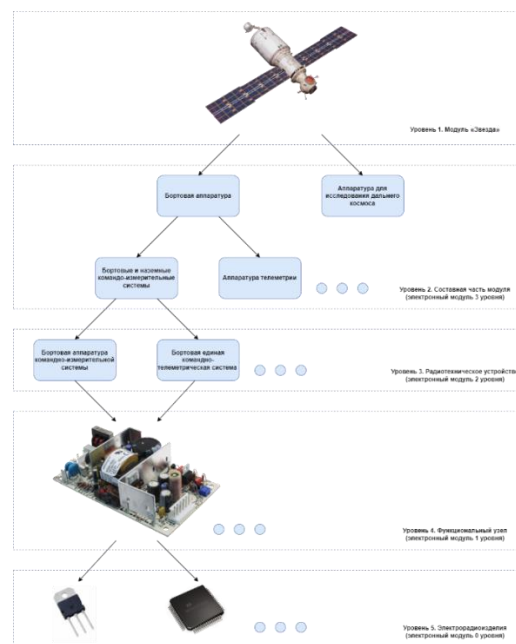 Уровень 1. Модуль «Звезда»
Бортовая аппаратура
Аппаратура для
исследования дальнего
космоса
Бортовые и наземные
командо-измерительные
системы
Аппаратура телеметрии
Уровень 2. Составная часть модуля
(электронный модуль 3 уровня)
Бортовая аппаратура
командно-измерительной
системы
Бортовая единая
командно-
телеметрическая система
Уровень 3. Радиотехническое устройство
(электронный модуль 2 уровня)
Уровень 4. Функциональный узел
(электронный модуль 1 уровня)
Уровень 5. Электрорадиоизделия
(электронный модуль 0 уровня)